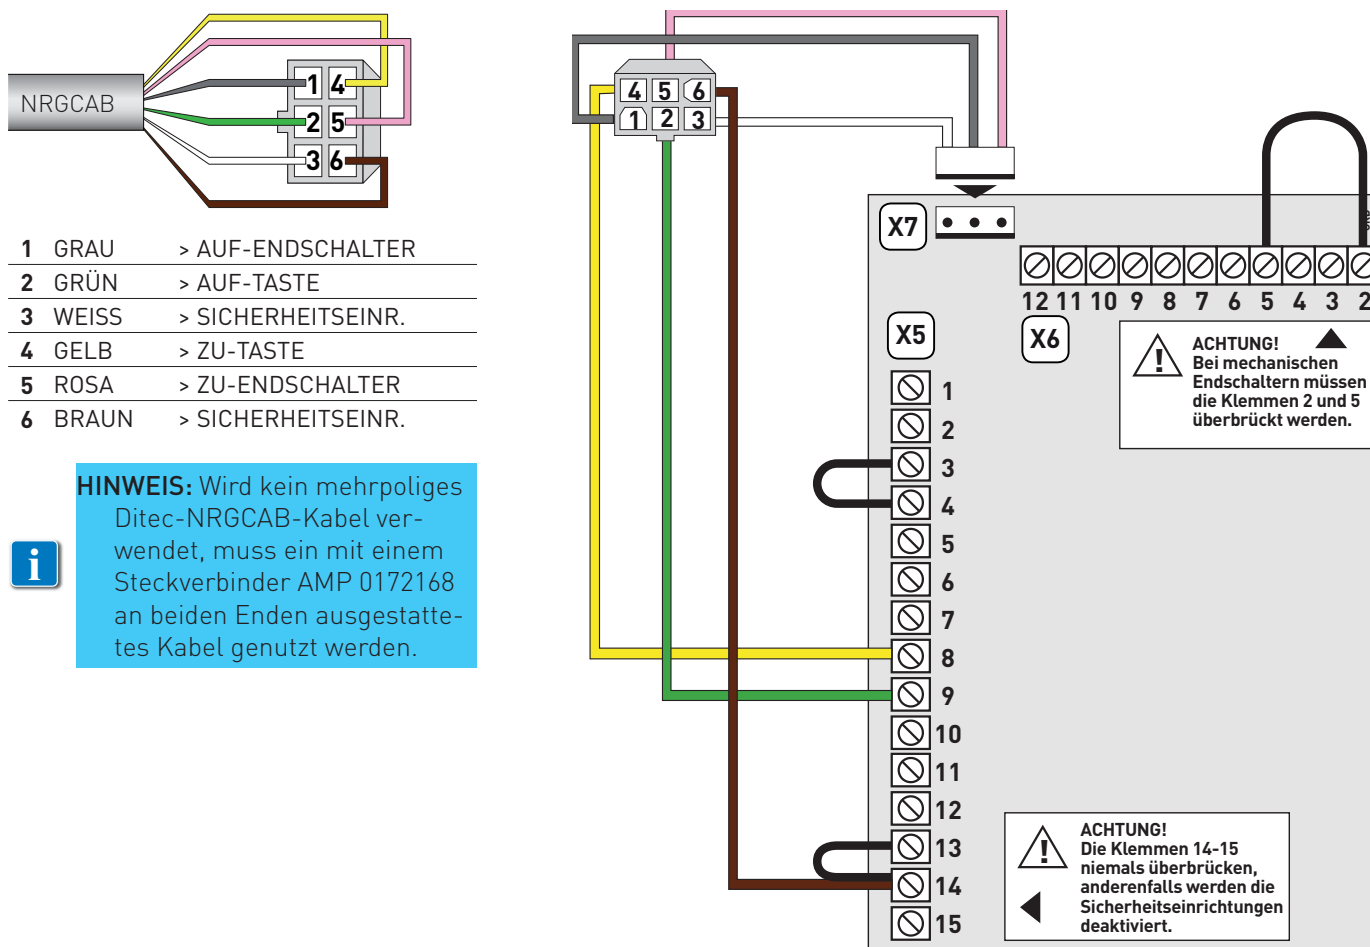 NRGCAB
1 4
2 5
3 6
1 GRAU > AUF-ENDSCHALTER
2 GRÜN > AUF-TASTE
3 WEISS > SICHERHEITSEINR.
4 GELB > ZU-TASTE
5 ROSA > ZU-ENDSCHALTER
6 BRAUN > SICHERHEITSEINR.
HINWEIS: Wird kein mehrpoliges
Ditec-NRGCAB-Kabel ver-
wendet, muss ein mit einem
Steckverbinder AMP 0172168
an beiden Enden ausgestatte-
tes Kabel genutzt werden.
i
4 5 6
1 2 3
X7
12 11 10 9 8 7 6 5 4 3 2
X5
X6
!
ACHTUNG!
Bei mechanischen
Endschaltern müssen
die Klemmen 2 und 5
überbrückt werden.
1
2
3
4
5
6
7
8
9
10
11
12
13
14
15
!
ACHTUNG!
Die Klemmen 14-15
niemals überbrücken,
anderenfalls werden die
Sicherheitseinrichtungen
deaktiviert.